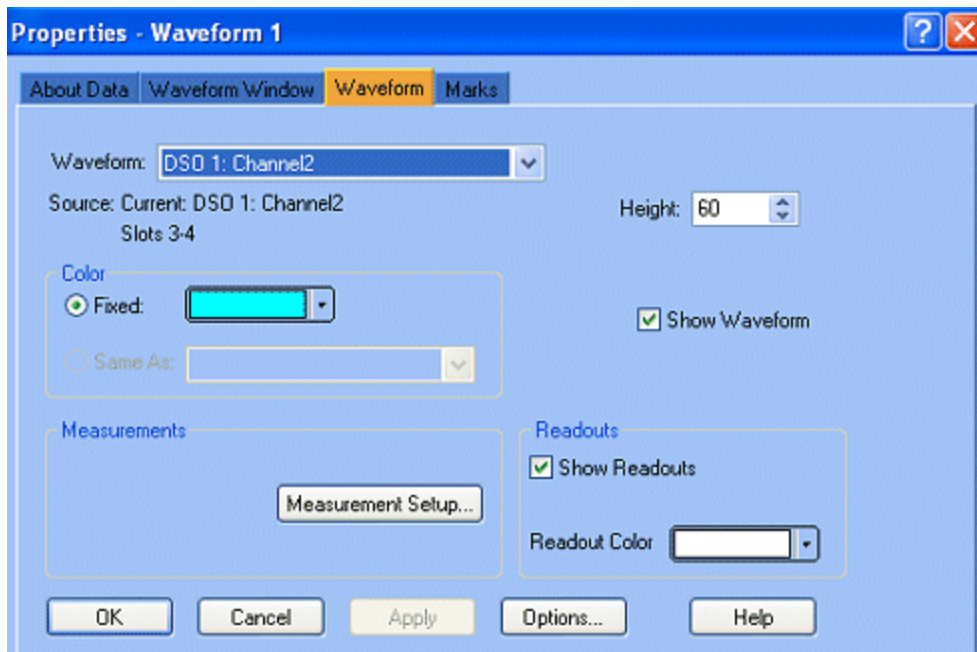 Properties - Waveform 1
About Data Waveform Window Waveform Marks
Waveform: DSO 1: Channel2
Source: Current: DSO 1: Channel2
Slots 3-4
Height: 60
Color
Fixed:
Show Waveform
Same As:
Measurements
Readouts
Show Readouts
Measurement Setup...
Readout Color
OK Cancel Apply Options... Help